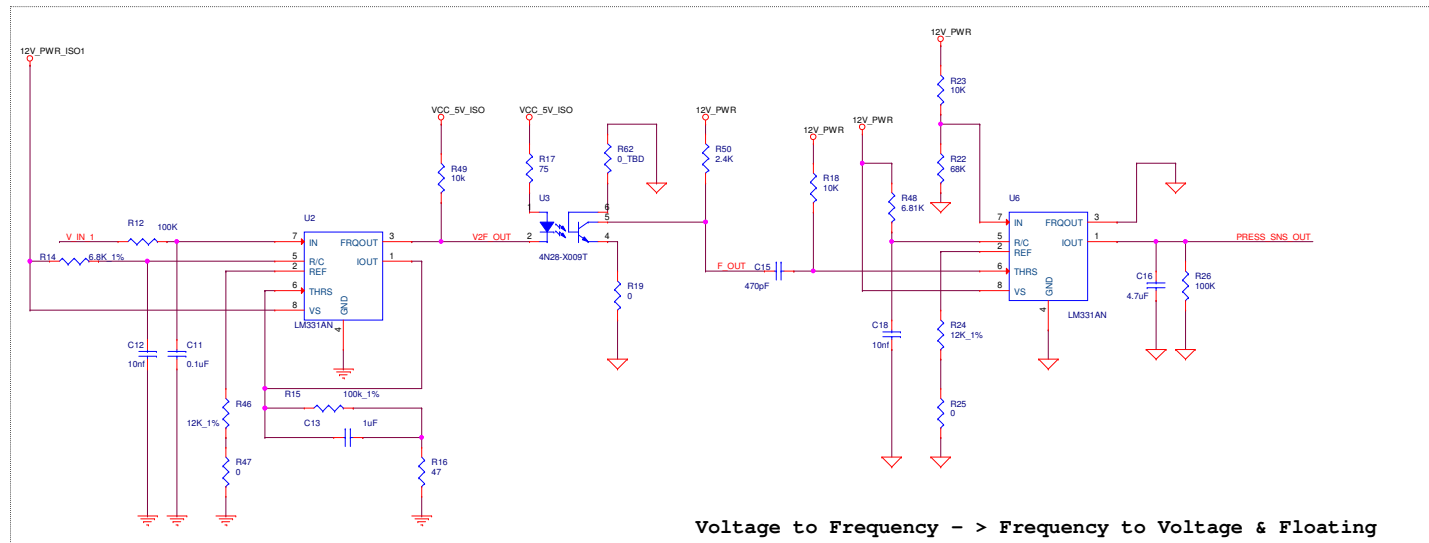 12V_PWR_ISO1
R12
100K
V_IN_1
R14
6.8K_1%
C12
10nf
C11
0.1uF
R46
12K_1%
R47
0
U2
7
IN
5
R/C
2
REF
6
THRS
8
VS
FRQOUT
3
IOUT
1
GND
4
LM331AN
R15
100k_1%
C13
1uF
R16
47
VCC_5V_ISO
R49
10k
V2F_OUT
VCC_5V_ISO
R17
75
U3
1
2
6
5
4
4N28-X009T
R62
0_TBD
R19
0
12V_PWR
R50
2.4K
F_OUT
C15
470pF
12V_PWR
R18
10K
12V_PWR
R48
6.81K
C18
10nf
12V_PWR
R23
10K
R22
68K
R24
12K_1%
R25
0
U6
7
IN
5
R/C
2
REF
6
THRS
8
VS
FRQOUT
3
IOUT
1
GND
4
LM331AN
PRESS_SNS_OUT
C16
4.7uF
R26
100K
Voltage to Frequency - > Frequency to Voltage & Floating